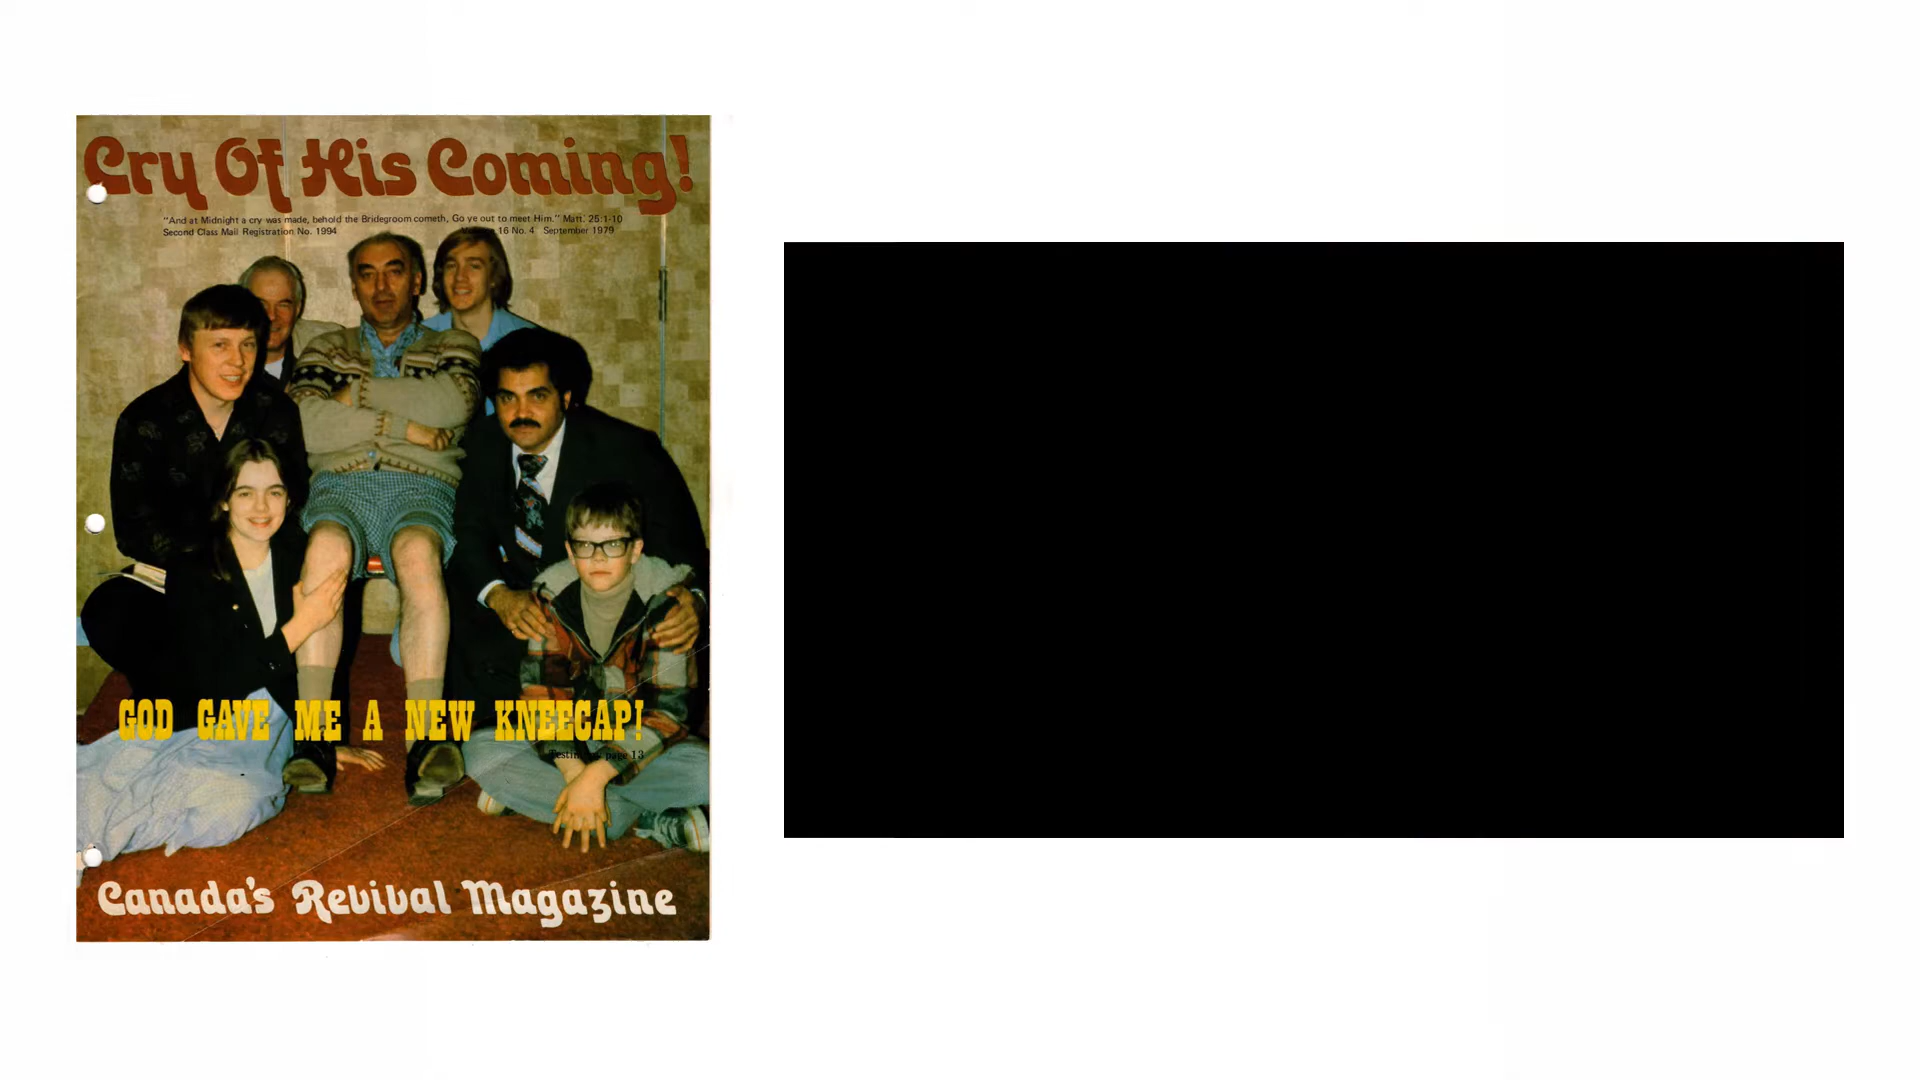 Cry Of His Coming!
"And at Midnight a cry was made, behold the Bridegroom cometh, Go ye out to meet Him." Matt. 25:1-10
Second Class Mail Registration No. 1994 16 No. 4 September 1979
GOD GAVE ME A NEW KNEECAP!
page 13
Canada's Revival Magazine